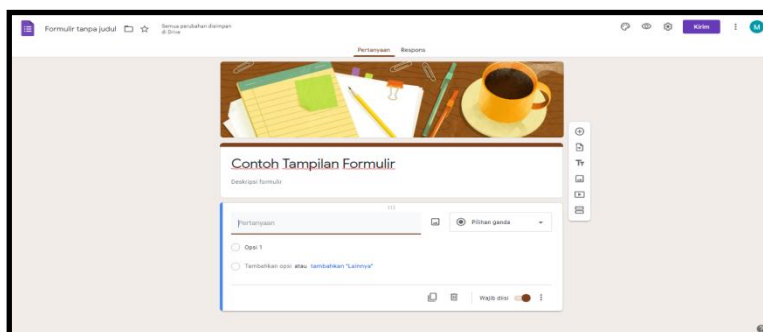 Formulir tanpa judul
Semua perubahan disimpan
di Drive
Kirim
M
Pertanyaan Respons
Contoh Tampilan Formulir
Deskripsi formulir
Pertanyaan
Pilihan ganda
Opsi 1
Tambahkan opsi atau tambahkan "Lainnya"
Wajib diisi
Tт